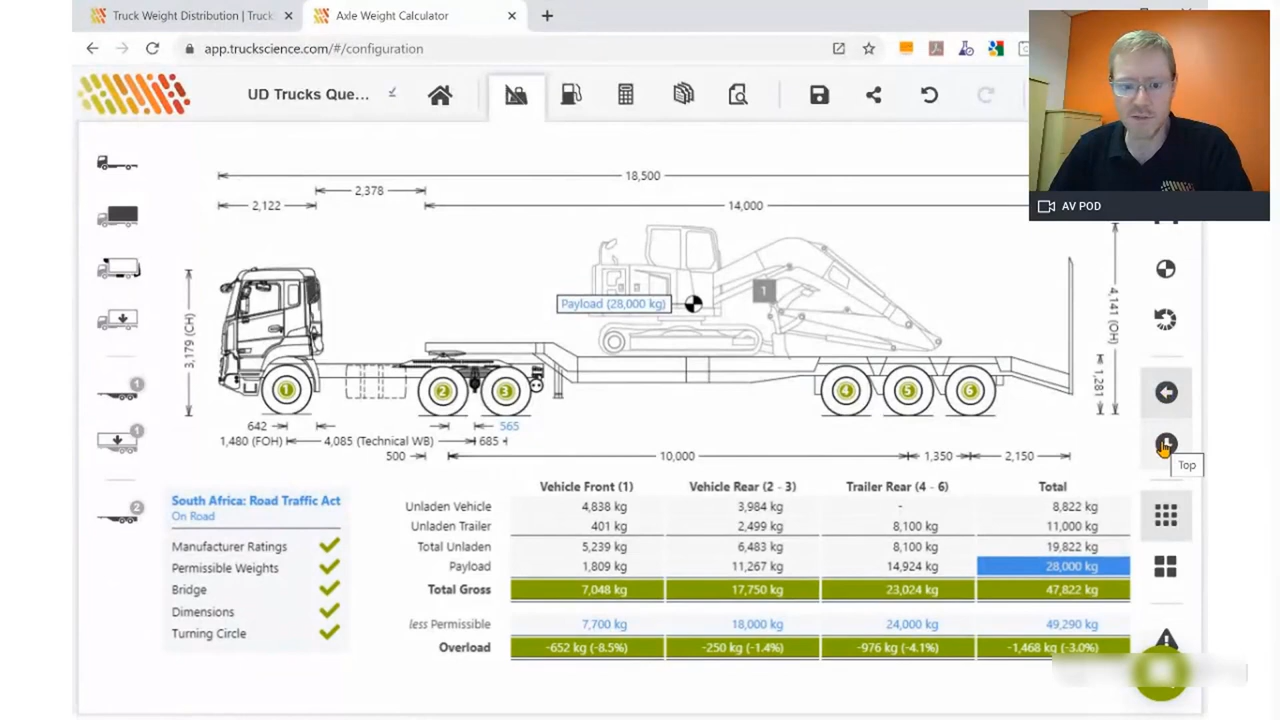 Truck Weight Distribution | Truck
Axle Weight Calculator
app.truckscience.com/#/configuration
UD Trucks Que...
AV POD
18,500
2,378
2,122
14,000
3,179 (CH)
4,141 (OH)
1,281
Payload (28,000 kg)
1
1
2
3
4
5
6
1
1
2
642
565
1,480 (FOH)
4,085 (Technical WB)
685
500
10,000
1,350
2,150
Top
South Africa: Road Traffic Act
On Road
Manufacturer Ratings
Permissible Weights
Bridge
Dimensions
Turning Circle
Vehicle Front (1) Vehicle Rear (2 - 3) Trailer Rear (4 - 6) Total
Unladen Vehicle 4,838 kg 3,984 kg - 8,822 kg
Unladen Trailer 401 kg 2,499 kg 8,100 kg 11,000 kg
Total Unladen 5,239 kg 6,483 kg 8,100 kg 19,822 kg
Payload 1,809 kg 11,267 kg 14,924 kg 28,000 kg
Total Gross 7,048 kg 17,750 kg 23,024 kg 47,822 kg
less Permissible 7,700 kg 18,000 kg 24,000 kg 49,290 kg
Overload -652 kg (-8.5%) -250 kg (-1.4%) -976 kg (-4.1%) -1,468 kg (-3.0%)